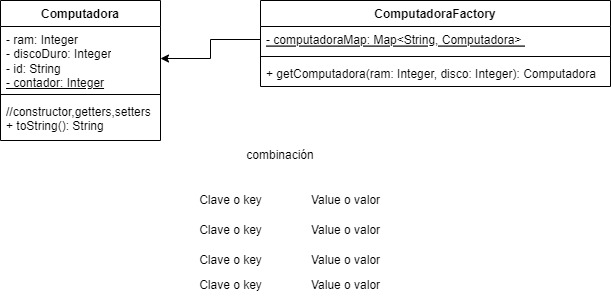 Computadora
- ram: Integer
- discoDuro: Integer
- id: String
- contador: Integer
//constructor,getters,setters
+ toString(): String
ComputadoraFactory
- computadoraMap: Map<String, Computadora>
+ getComputadora(ram: Integer, disco: Integer): Computadora
combinación
Clave o key Value o valor
Clave o key Value o valor
Clave o key Value o valor
Clave o key Value o valor